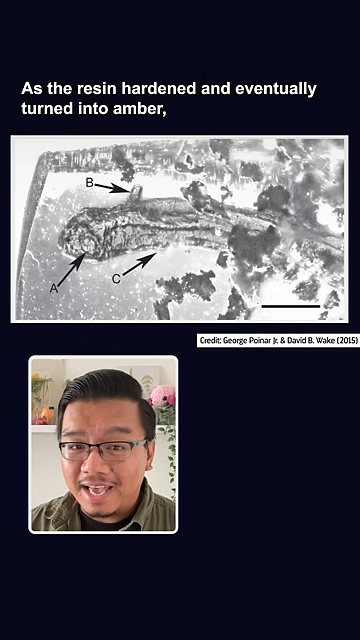 As the resin hardened and eventually
turned into amber,
B
A
C
Credit: George Poinar Jr. & David B. Wake (2015)